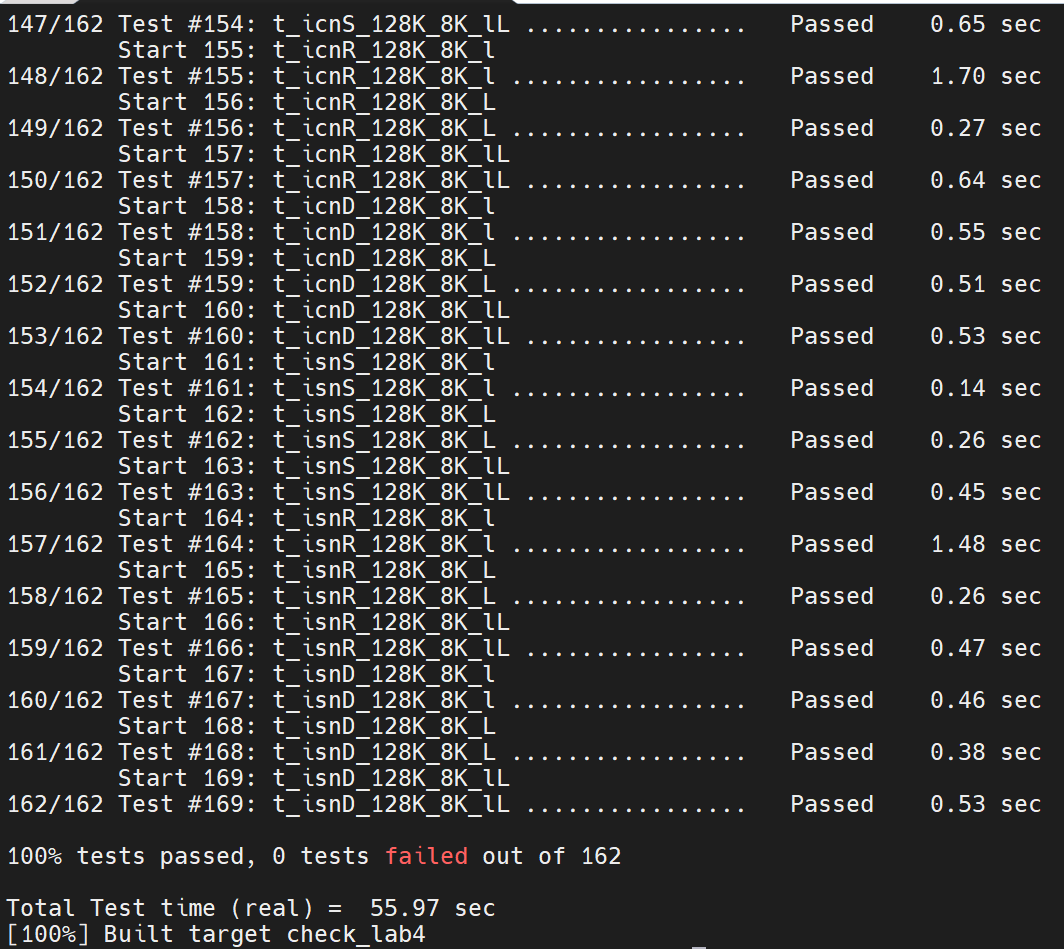 147/162 Test #154: t_icnS_128K_8K_lL ................   Passed    0.65 sec
        Start 155: t_icnR_128K_8K_l
148/162 Test #155: t_icnR_128K_8K_l .................   Passed    1.70 sec
        Start 156: t_icnR_128K_8K_L
149/162 Test #156: t_icnR_128K_8K_L .................   Passed    0.27 sec
        Start 157: t_icnR_128K_8K_lL
150/162 Test #157: t_icnR_128K_8K_lL ................   Passed    0.64 sec
        Start 158: t_icnD_128K_8K_l
151/162 Test #158: t_icnD_128K_8K_l .................   Passed    0.55 sec
        Start 159: t_icnD_128K_8K_L
152/162 Test #159: t_icnD_128K_8K_L .................   Passed    0.51 sec
        Start 160: t_icnD_128K_8K_lL
153/162 Test #160: t_icnD_128K_8K_lL ................   Passed    0.53 sec
        Start 161: t_isnS_128K_8K_l
154/162 Test #161: t_isnS_128K_8K_l .................   Passed    0.14 sec
        Start 162: t_isnS_128K_8K_L
155/162 Test #162: t_isnS_128K_8K_L .................   Passed    0.26 sec
        Start 163: t_isnS_128K_8K_lL
156/162 Test #163: t_isnS_128K_8K_lL ................   Passed    0.45 sec
        Start 164: t_isnR_128K_8K_l
157/162 Test #164: t_isnR_128K_8K_l .................   Passed    1.48 sec
        Start 165: t_isnR_128K_8K_L
158/162 Test #165: t_isnR_128K_8K_L .................   Passed    0.26 sec
        Start 166: t_isnR_128K_8K_lL
159/162 Test #166: t_isnR_128K_8K_lL ................   Passed    0.47 sec
        Start 167: t_isnD_128K_8K_l
160/162 Test #167: t_isnD_128K_8K_l .................   Passed    0.46 sec
        Start 168: t_isnD_128K_8K_L
161/162 Test #168: t_isnD_128K_8K_L .................   Passed    0.38 sec
        Start 169: t_isnD_128K_8K_lL
162/162 Test #169: t_isnD_128K_8K_lL ................   Passed    0.53 sec

100% tests passed, 0 tests failed out of 162

Total Test time (real) =  55.97 sec
[100%] Built target check_lab4